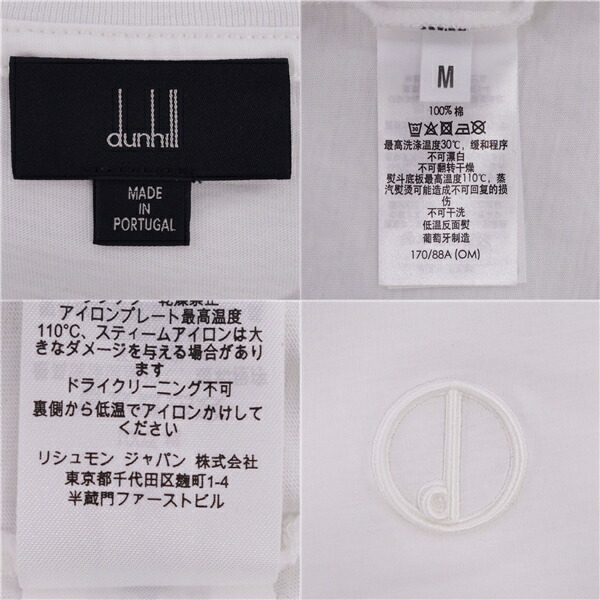 dunhill
MADE
IN
PORTUGAL
M
100%棉
最高洗涤温度30℃，缓和程序
不可漂白
不可翻转干燥
熨斗底板最高温度110℃，蒸
汽熨烫可能造成不可回复的损
伤
不可干洗
低温反面熨
葡萄牙制造
170/88A (OM)
アイロンプレート最高温度
110°C、スティームアイロンは大
きなダメージを与える場合があり
ます
ドライクリーニング不可
裏側から低温でアイロンかけして
ください
リシュモン ジャパン 株式会社
東京都千代田区麹町1-4
半蔵門ファーストビル
d